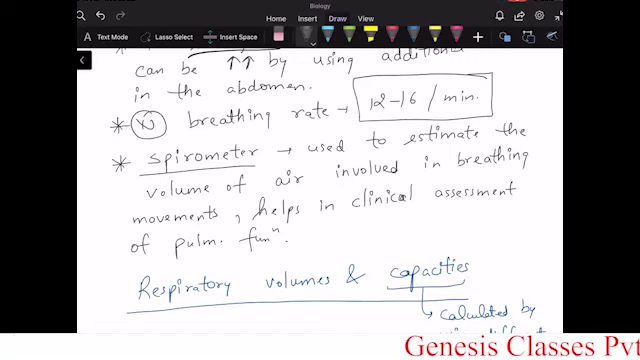 Biology
Home Insert Draw View
Text Mode Lasso Select Insert Space
can be ↑↑ by using additional
in the abdomen.
* breathing rate → 12-16 / min.
* Spirometer → used to estimate the
volume of air involved in breathing
movements, helps in clinical assessment
of pulm. funⁿ.
Respiratory volumes & capacities
↳ calculated by
Genesis Classes Pvt